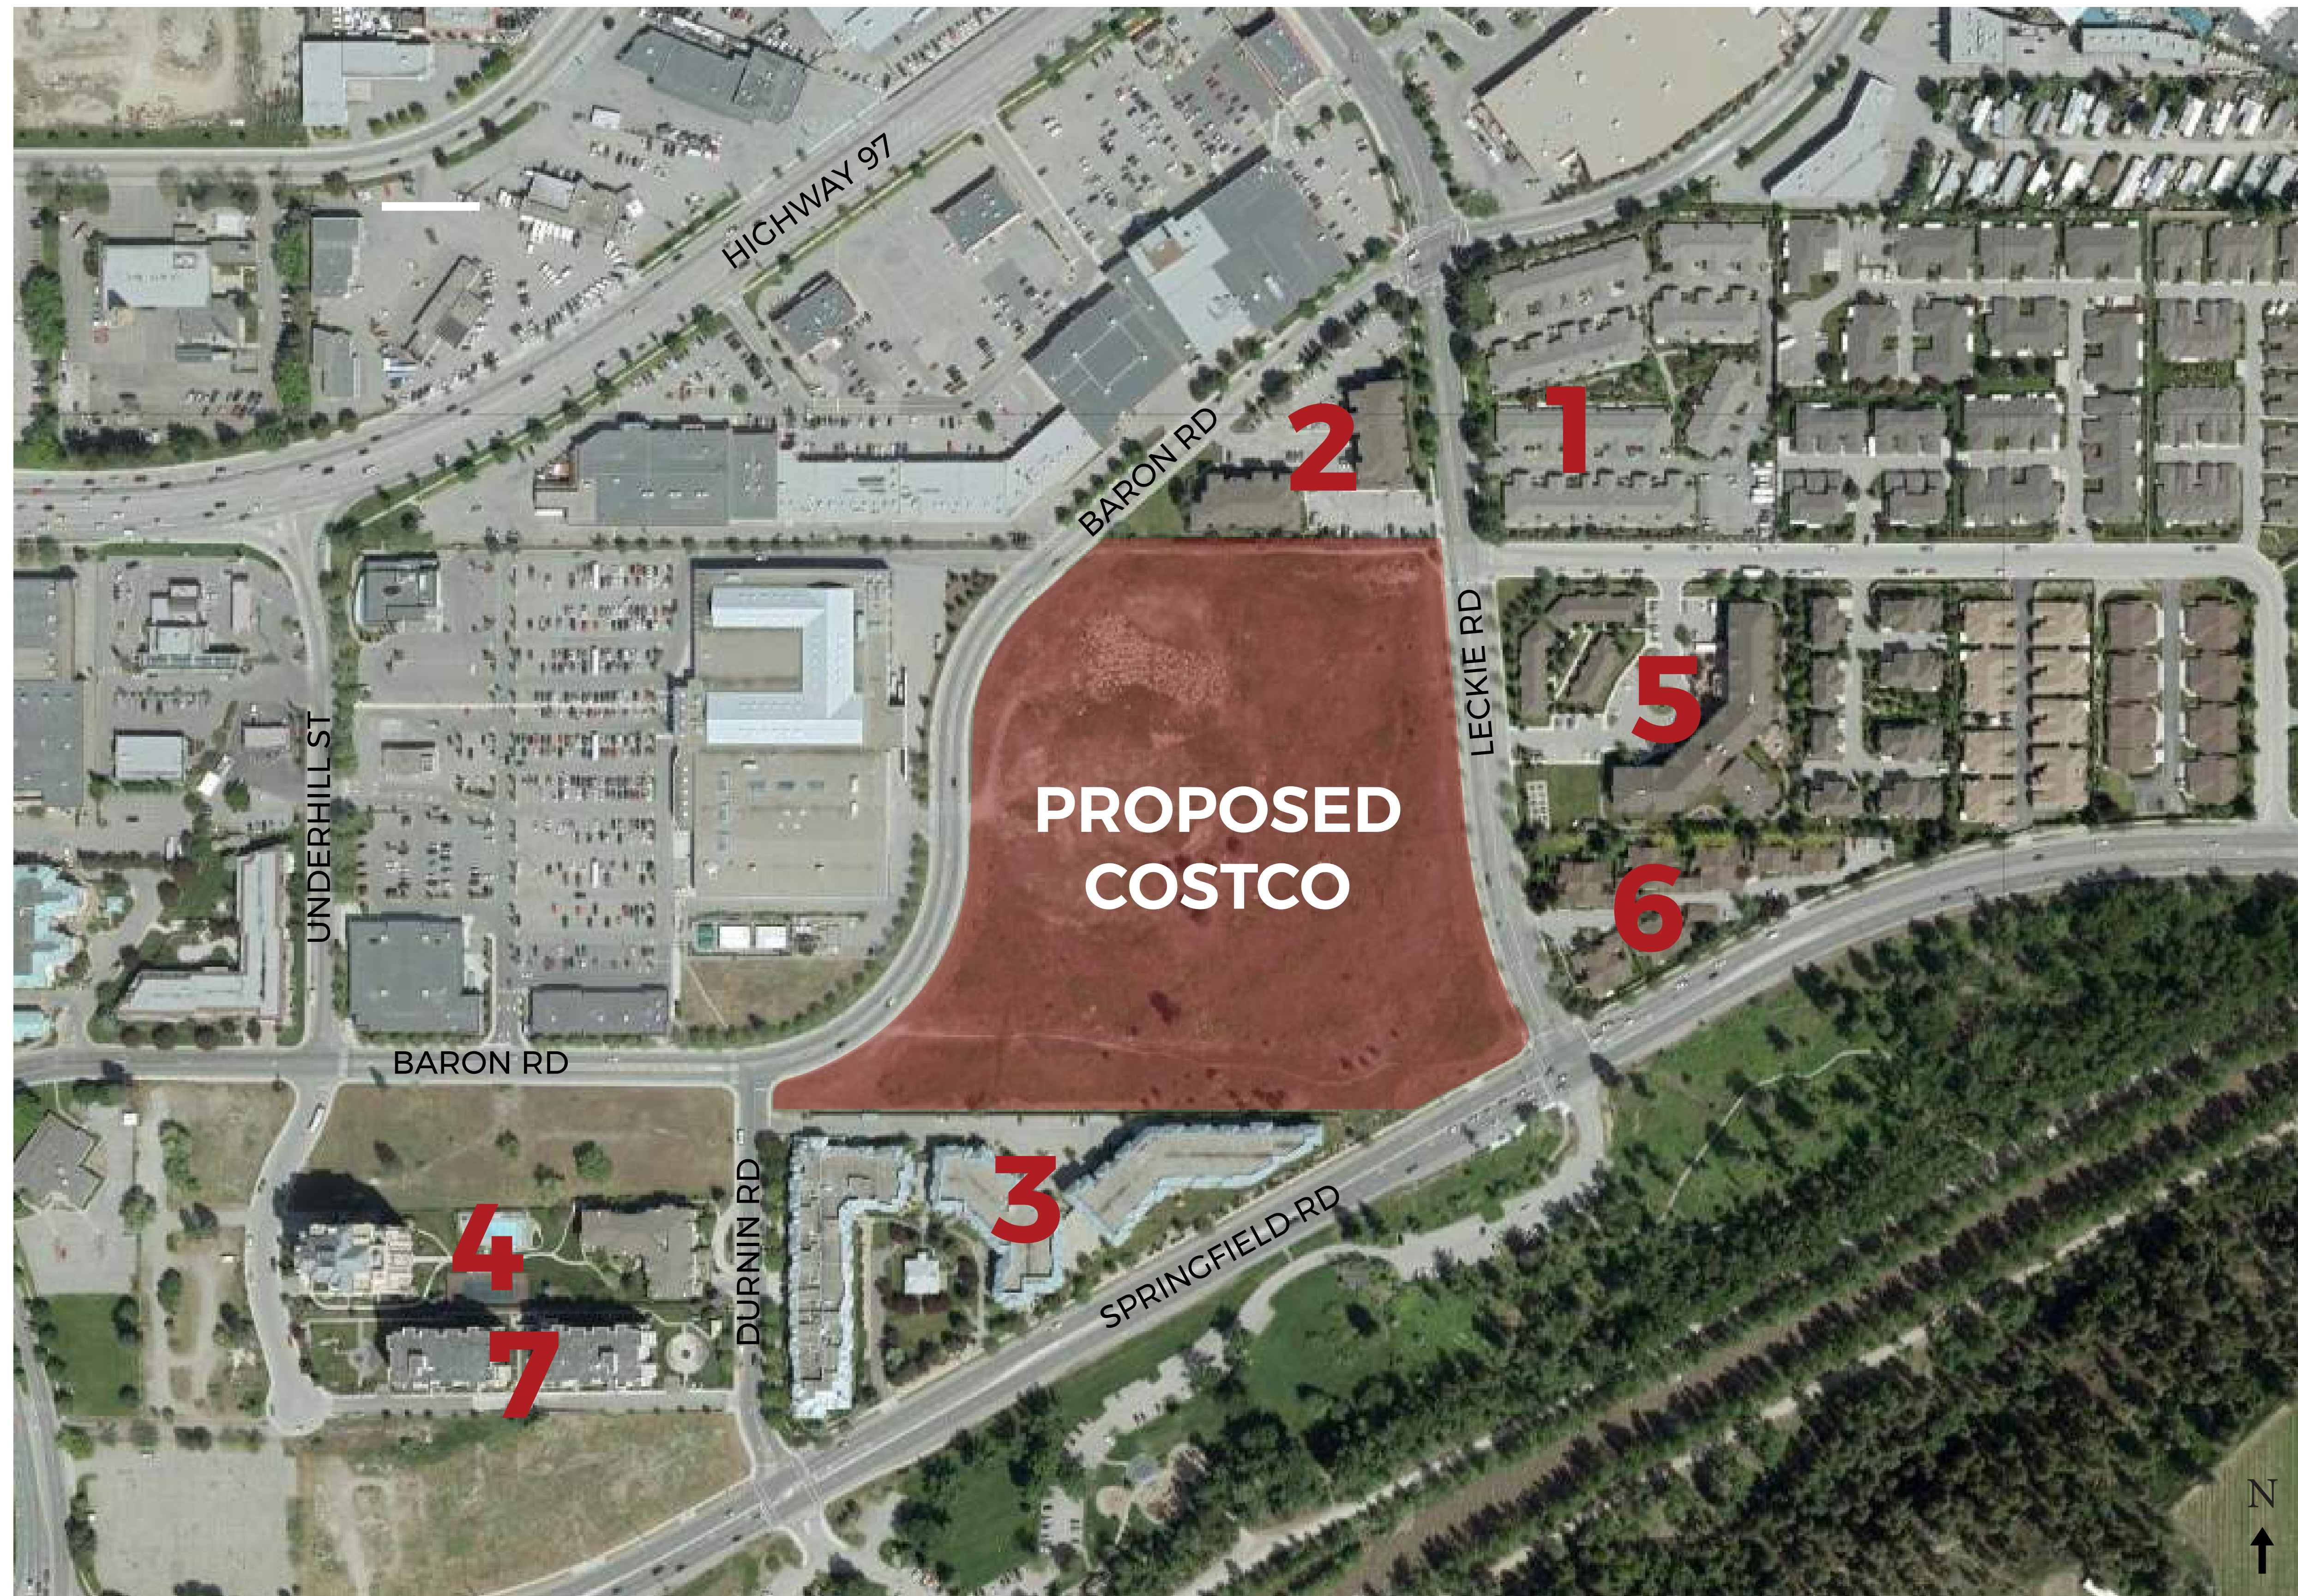 HIGHWAY 97
2
1
BARON RD
LECKIE RD
5
UNDERHILL ST
PROPOSED
COSTCO
6
BARON RD
3
4
DURNIN RD
SPRINGFIELD RD
7
N